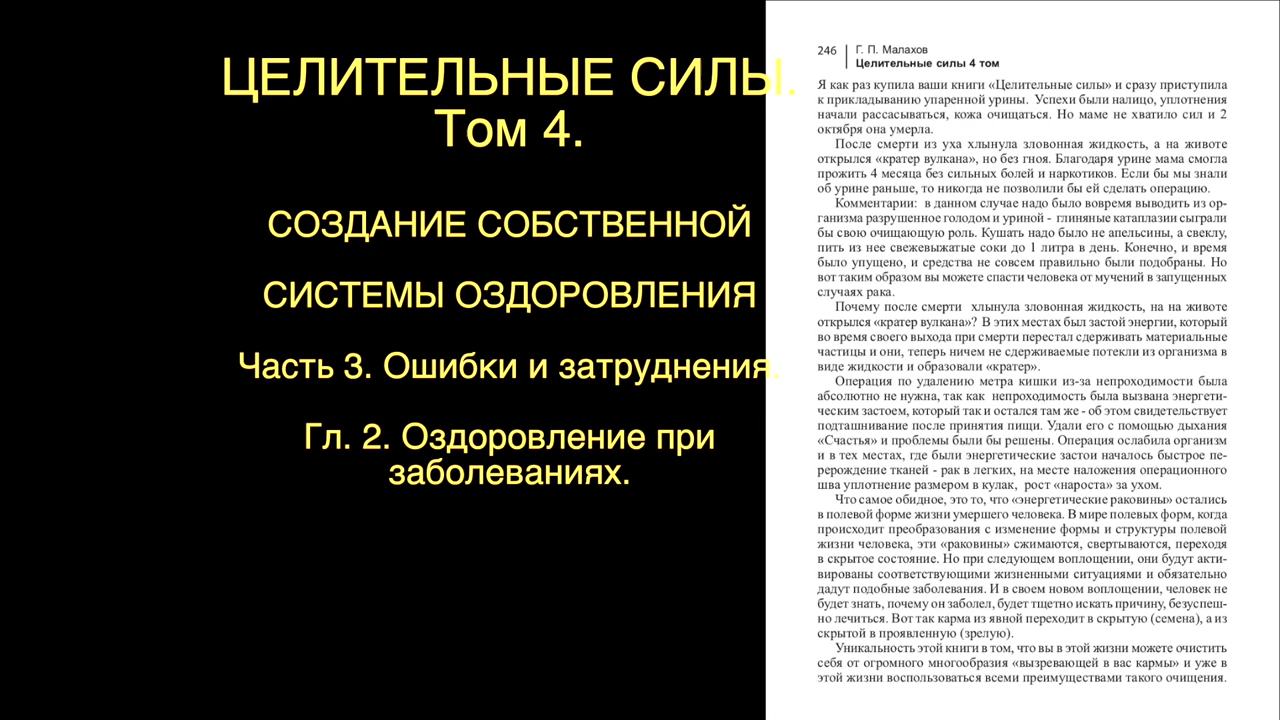 ЦЕЛИТЕЛЬНЫЕ СИЛЫ.
Том 4.
СОЗДАНИЕ СОБСТВЕННОЙ
СИСТЕМЫ ОЗДОРОВЛЕНИЯ
Часть 3. Ошибки и затруднения.
Гл. 2. Оздоровление при
заболеваниях.
246 Г. П. Малахов
Целительные силы 4 том
Я как раз купила ваши книги «Целительные силы» и сразу приступила
к прикладыванию упаренной урины. Успехи были налицо, уплотнения
начали рассасываться, кожа очищаться. Но маме не хватило сил и 2
октября она умерла.
После смерти из уха хлынула зловонная жидкость, а на животе
открылся «кратер вулкана», но без гноя. Благодаря урине мама смогла
прожить 4 месяца без сильных болей и наркотиков. Если бы мы знали
об урине раньше, то никогда не позволили бы ей сделать операцию.
Комментарии: в данном случае надо было вовремя выводить из ор-
ганизма разрушенное голодом и уриной - глиняные катаплазии сыграли
бы свою очищающую роль. Кушать надо было не апельсины, а свеклу,
пить из нее свежевыжатые соки до 1 литра в день. Конечно, и время
было упущено, и средства не совсем правильно были подобраны. Но
вот таким образом вы можете спасти человека от мучений в запущенных
случаях рака.
Почему после смерти хлынула зловонная жидкость, на на животе
открылся «кратер вулкана»? В этих местах был застой энергии, который
во время своего выхода при смерти перестал сдерживать материальные
частицы и они, теперь ничем не сдерживаемые потекли из организма в
виде жидкости и образовали «кратер».
Операция по удалению метра кишки из-за непроходимости была
абсолютно не нужна, так как непроходимость была вызвана энергети-
ческим застоем, который так и остался там же - об этом свидетельствует
подташнивание после принятия пищи. Удали его с помощью дыхания
«Счастья» и проблемы были бы решены. Операция ослабила организм
и в тех местах, где были энергетические застои началось быстрое пе-
рерождение тканей - рак в легких, на месте наложения операционного
шва уплотнение размером в кулак, рост «нароста» за ухом.
Что самое обидное, это то, что «энергетические раковины» остались
в полевой форме жизни умершего человека. В мире полевых форм, когда
происходит преобразования с изменение формы и структуры полевой
жизни человека, эти «раковины» сжимаются, свертываются, переходя
в скрытое состояние. Но при следующем воплощении, они будут акти-
вированы соответствующими жизненными ситуациями и обязательно
дадут подобные заболевания. И в своем новом воплощении, человек не
будет знать, почему он заболел, будет тщетно искать причину, безуспеш-
но лечиться. Вот так карма из явной переходит в скрытую (семена), а из
скрытой в проявленную (зрелую).
Уникальность этой книги в том, что вы в этой жизни можете очистить
себя от огромного многообразия «вызревающей в вас кармы» и уже в
этой жизни воспользоваться всеми преимуществами такого очищения.